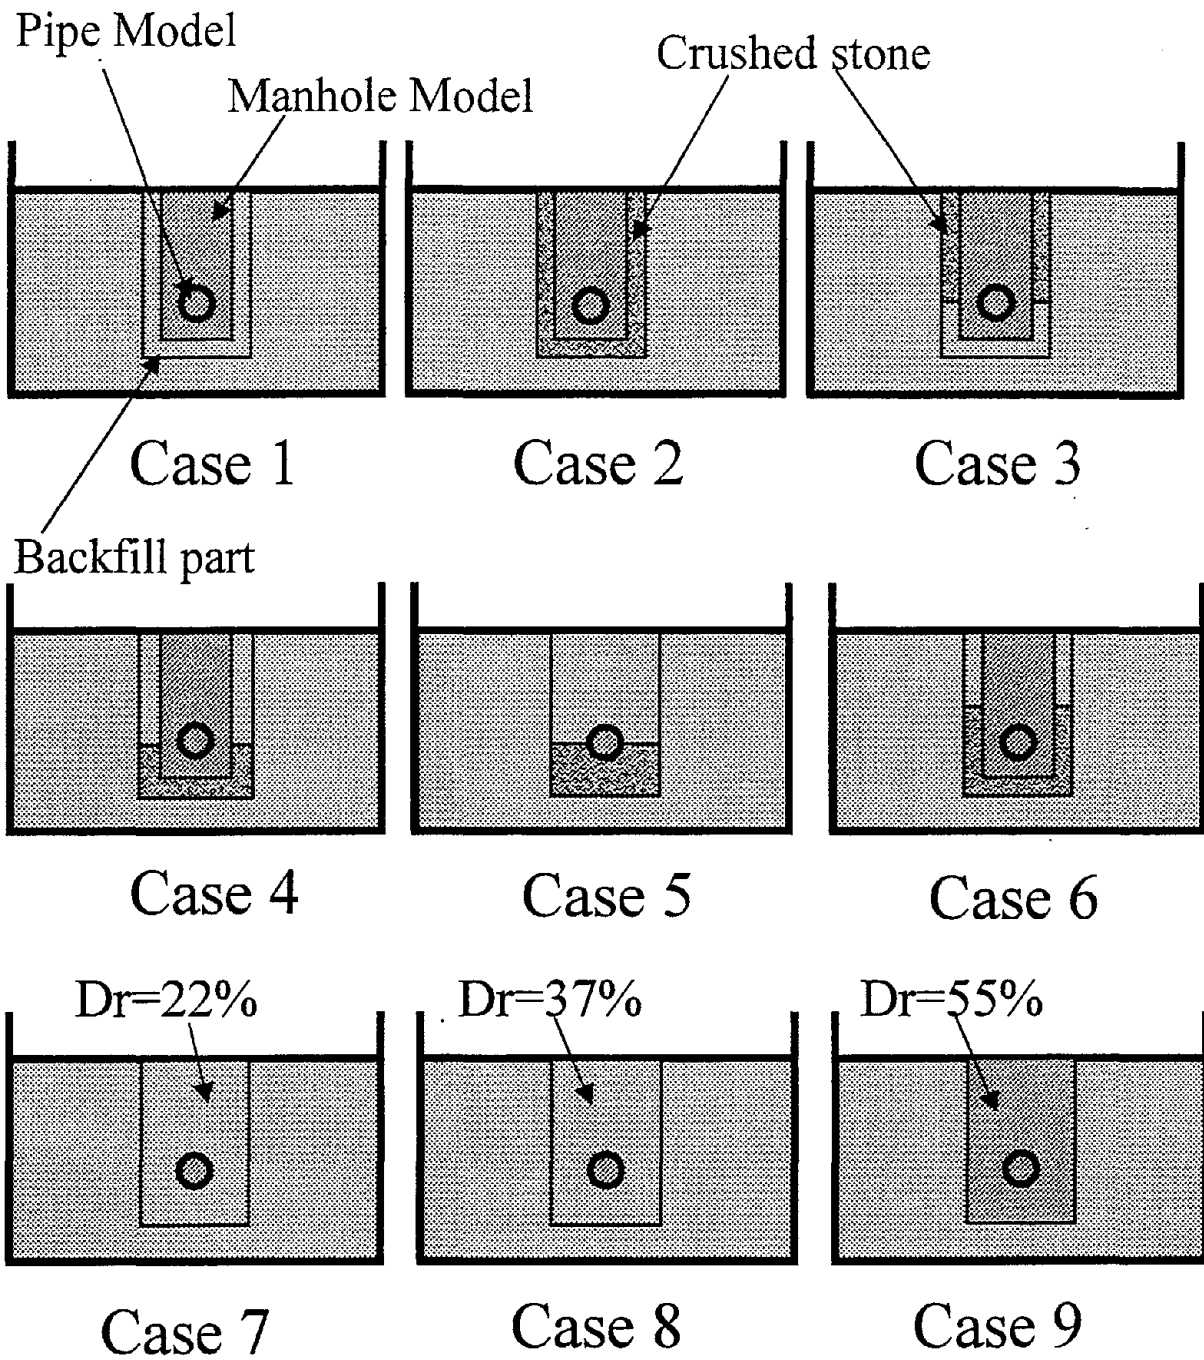 Pipe Model
Manhole Model
Crushed stone
Case 1
Case 2
Case 3
Backfill part
Case 4
Case 5
Case 6
Dr=22%
Dr=37%
Dr=55%
Case 7
Case 8
Case 9